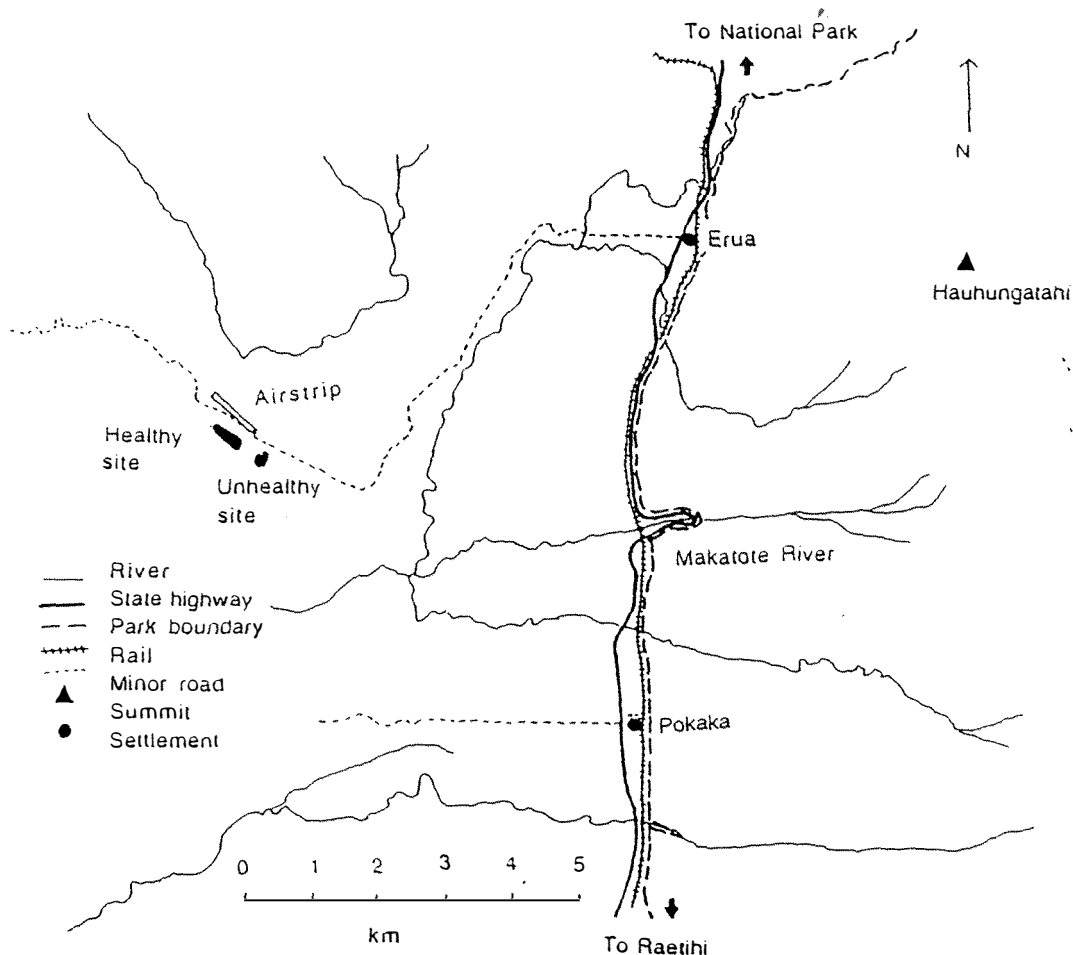 To National Park
N
Erua
Hauhungatahi
Airstrip
Healthy
site
Unhealthy
site
Makatote River
River
State highway
Park boundary
Rail
Minor road
Summit
Settlement
Pokaka
0 1 2 3 4 5
km
To Raetihi